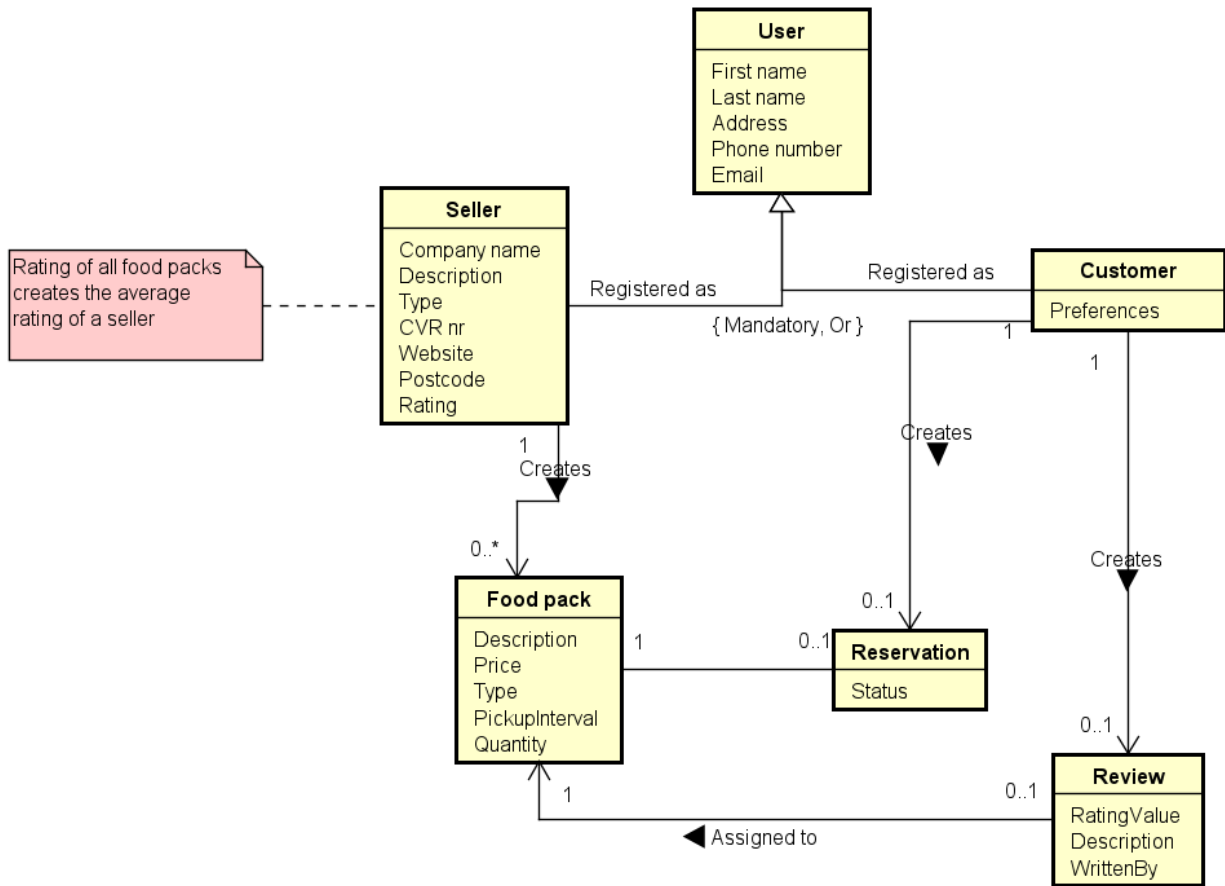 User
First name
Last name
Address
Phone number
Email
Seller
Company name
Description
Type
CVR nr
Website
Postcode
Rating
Rating of all food packs
creates the average
rating of a seller
Registered as
{ Mandatory, Or }
Registered as
Customer
Preferences
1
1
1
Creates
Creates
Creates
0..*
0..1
0..1
Food pack
Description
Price
Type
PickupInterval
Quantity
1
0..1
Reservation
Status
Review
RatingValue
Description
WrittenBy
1
0..1
Assigned to